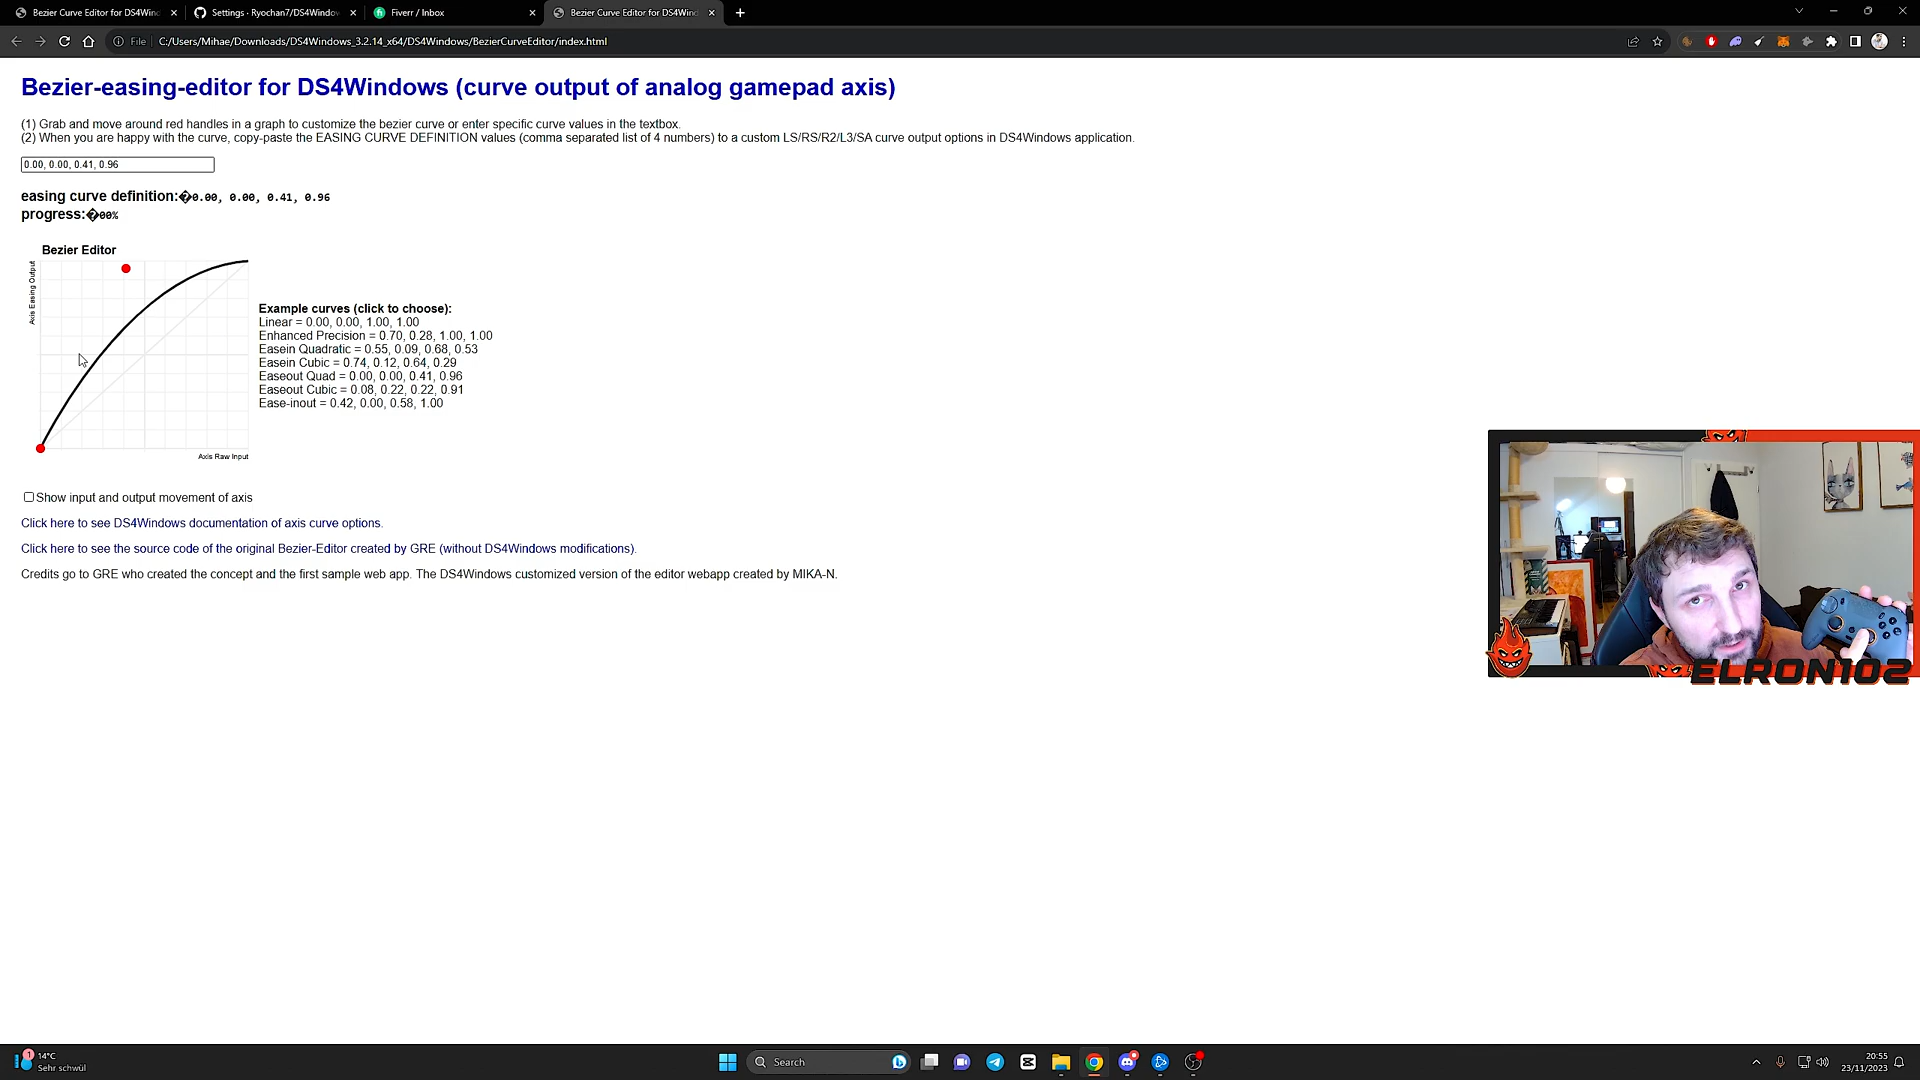 Bezier Curve Editor for DS4Wind
Settings · Ryochan7/DS4Window
Fiverr / Inbox
Bezier Curve Editor for DS4Wind
File
C:/Users/Mihae/Downloads/DS4Windows_3.2.14_x64/DS4Windows/BezierCurveEditor/index.html
Bezier-easing-editor for DS4Windows (curve output of analog gamepad axis)
(1) Grab and move around red handles in a graph to customize the bezier curve or enter specific curve values in the textbox.
(2) When you are happy with the curve, copy-paste the EASING CURVE DEFINITION values (comma separated list of 4 numbers) to a custom LS/RS/R2/L3/SA curve output options in DS4Windows application.
0.00, 0.00, 0.41, 0.96
easing curve definition:�0.00, 0.00, 0.41, 0.96
progress:�00%
Bezier Editor
Axis Easing Output
Axis Raw Input
Example curves (click to choose):
Linear = 0.00, 0.00, 1.00, 1.00
Enhanced Precision = 0.70, 0.28, 1.00, 1.00
Easein Quadratic = 0.55, 0.09, 0.68, 0.53
Easein Cubic = 0.74, 0.12, 0.64, 0.29
Easeout Quad = 0.00, 0.00, 0.41, 0.96
Easeout Cubic = 0.08, 0.22, 0.22, 0.91
Ease-inout = 0.42, 0.00, 0.58, 1.00
Show input and output movement of axis
Click here to see DS4Windows documentation of axis curve options.
Click here to see the source code of the original Bezier-Editor created by GRE (without DS4Windows modifications).
Credits go to GRE who created the concept and the first sample web app. The DS4Windows customized version of the editor webapp created by MIKA-N.
ELRON102
1
14°C
Sehr schwül
Search
20:55
23/11/2023